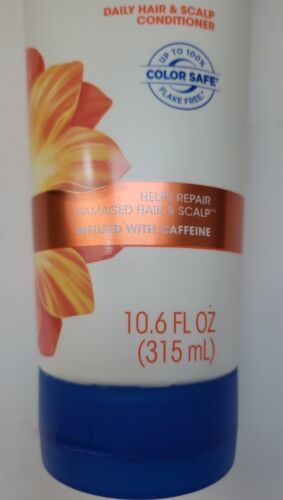 DAILY HAIR & SCALP
CONDITIONER
UP TO 100%
COLOR SAFE*
FLAKE FREE^
HELPS REPAIR
DAMAGED HAIR & SCALP**
INFUSED WITH CAFFEINE
10.6 FL OZ
(315 mL)